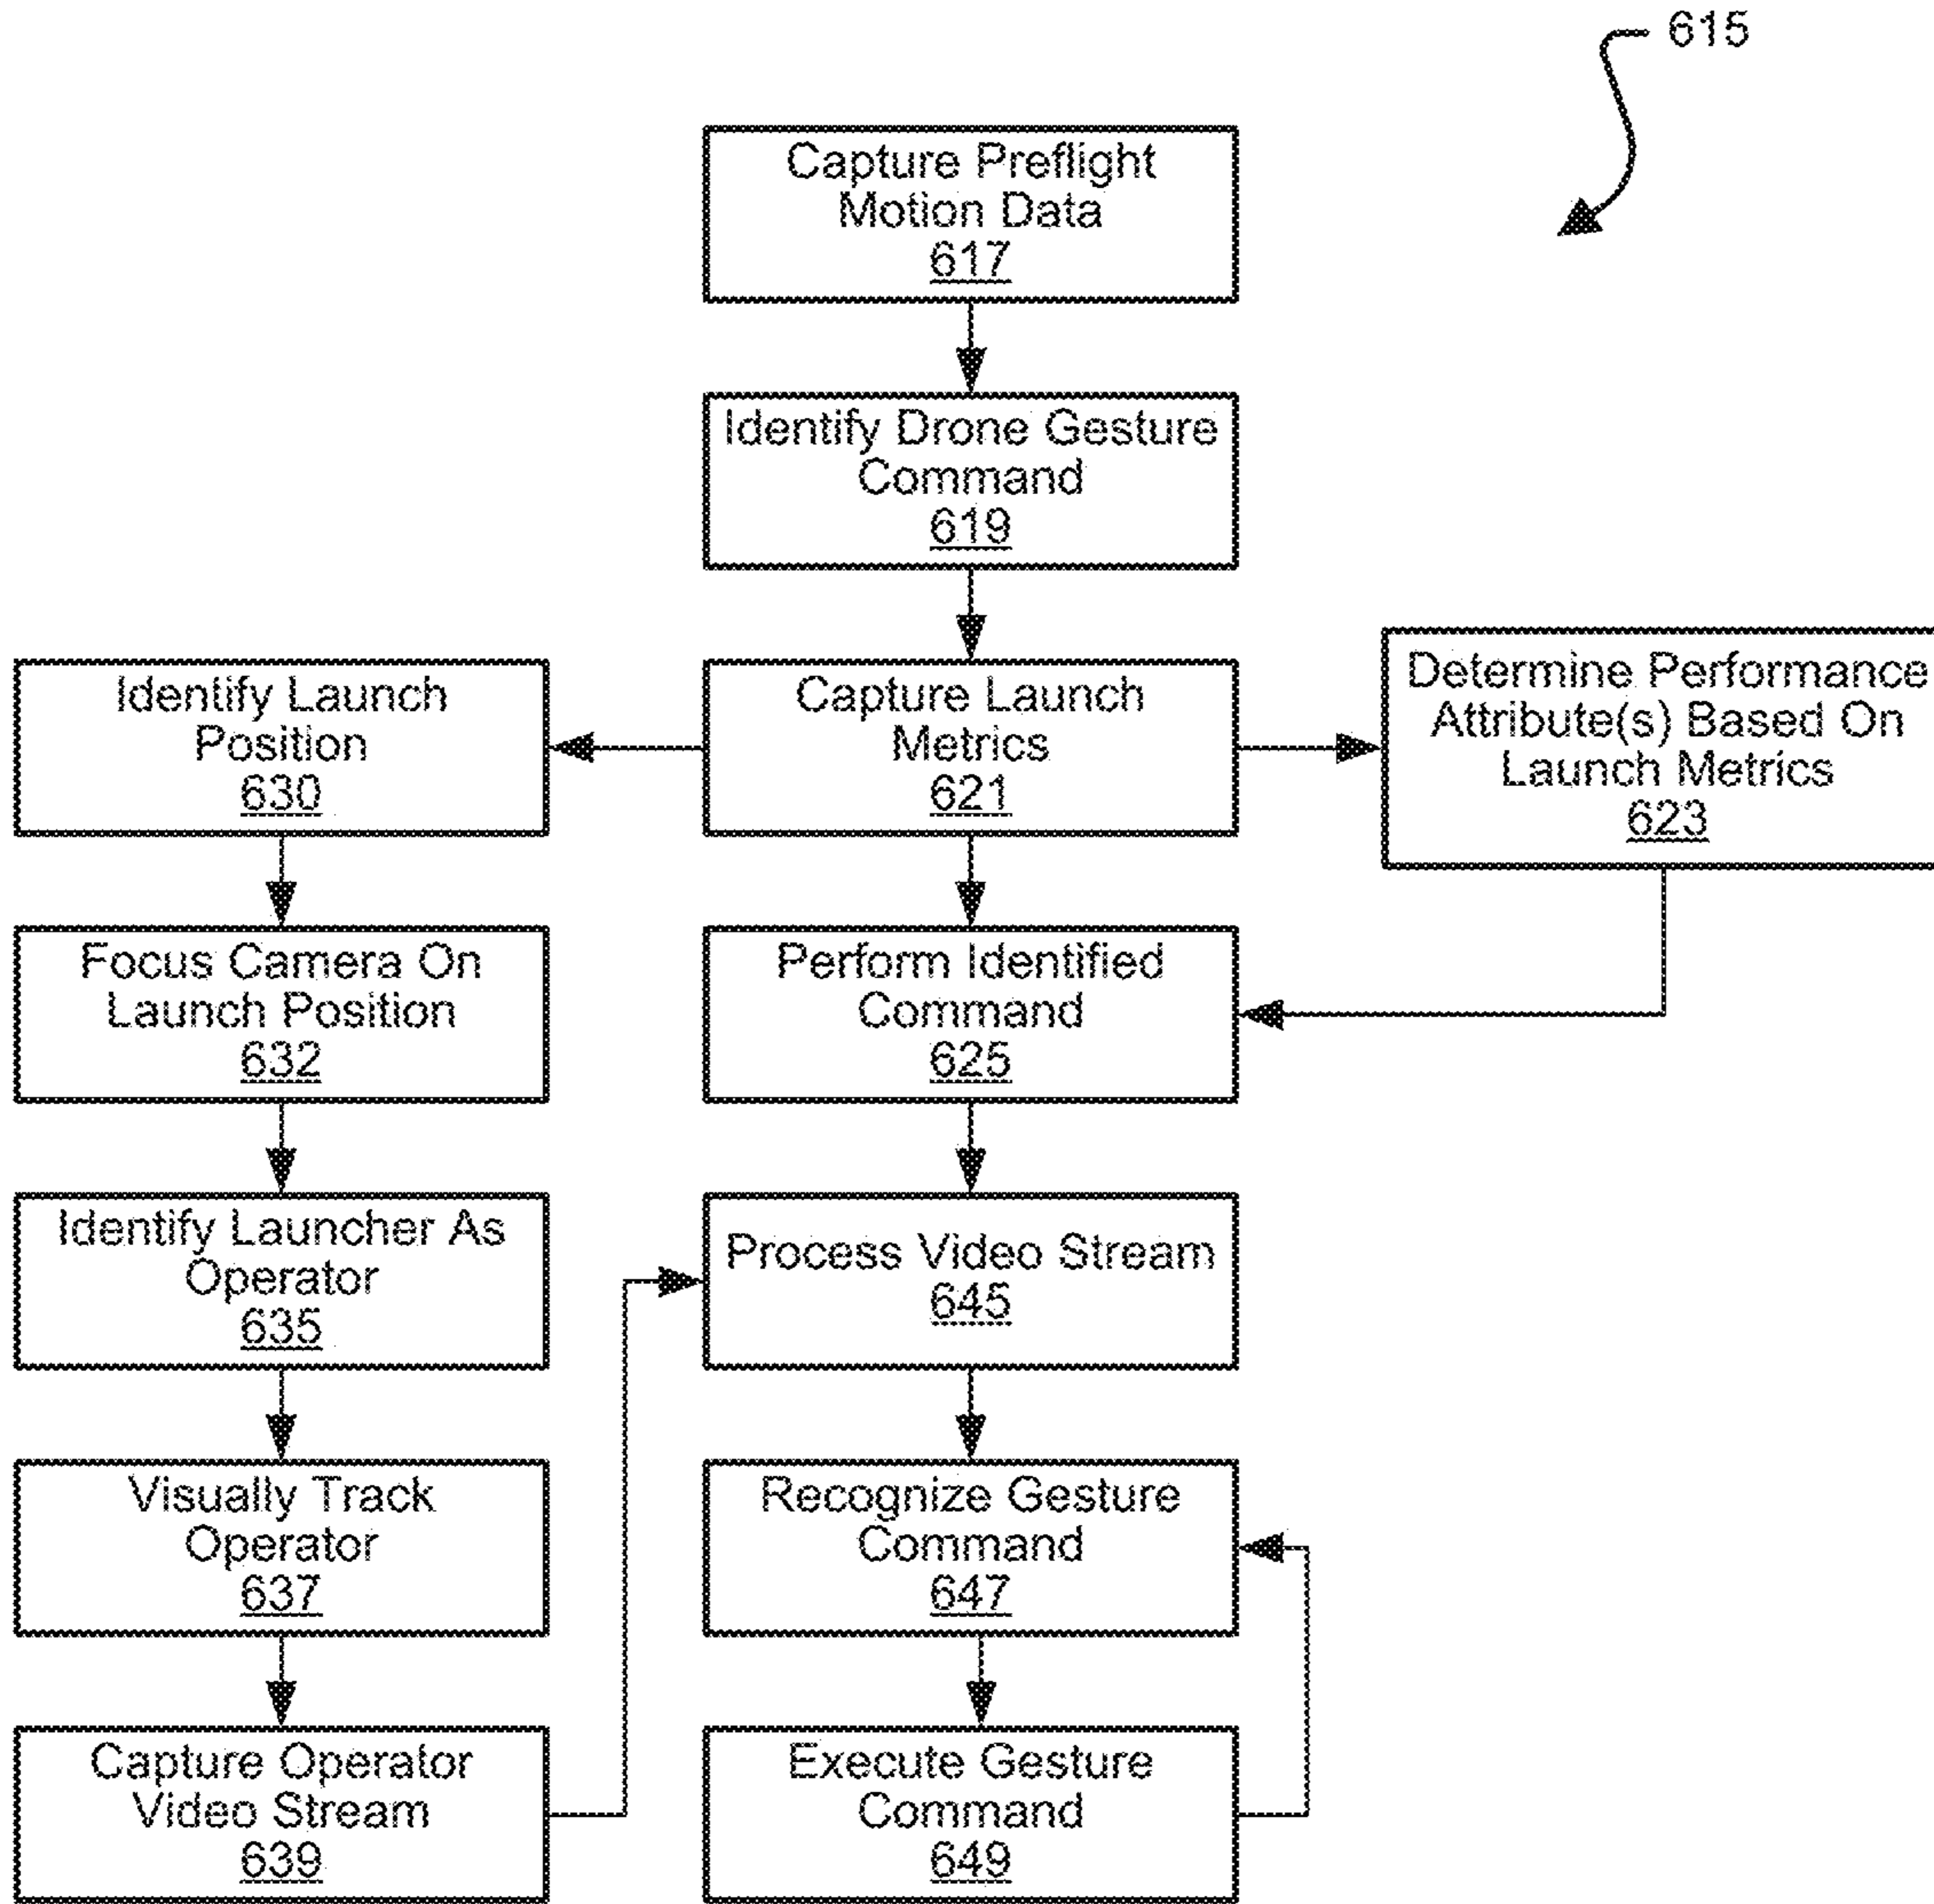 615
Capture Preflight
Motion Data
617
Identify Drone Gesture
Command
619
Identify Launch
Position
630
Capture Launch
Metrics
621
Determine Performance
Attribute(s) Based On
Launch Metrics
623
Focus Camera On
Launch Position
632
Perform Identified
Command
625
Identify Launcher As
Operator
635
Process Video Stream
645
Visually Track
Operator
637
Recognize Gesture
Command
647
Capture Operator
Video Stream
639
Execute Gesture
Command
649